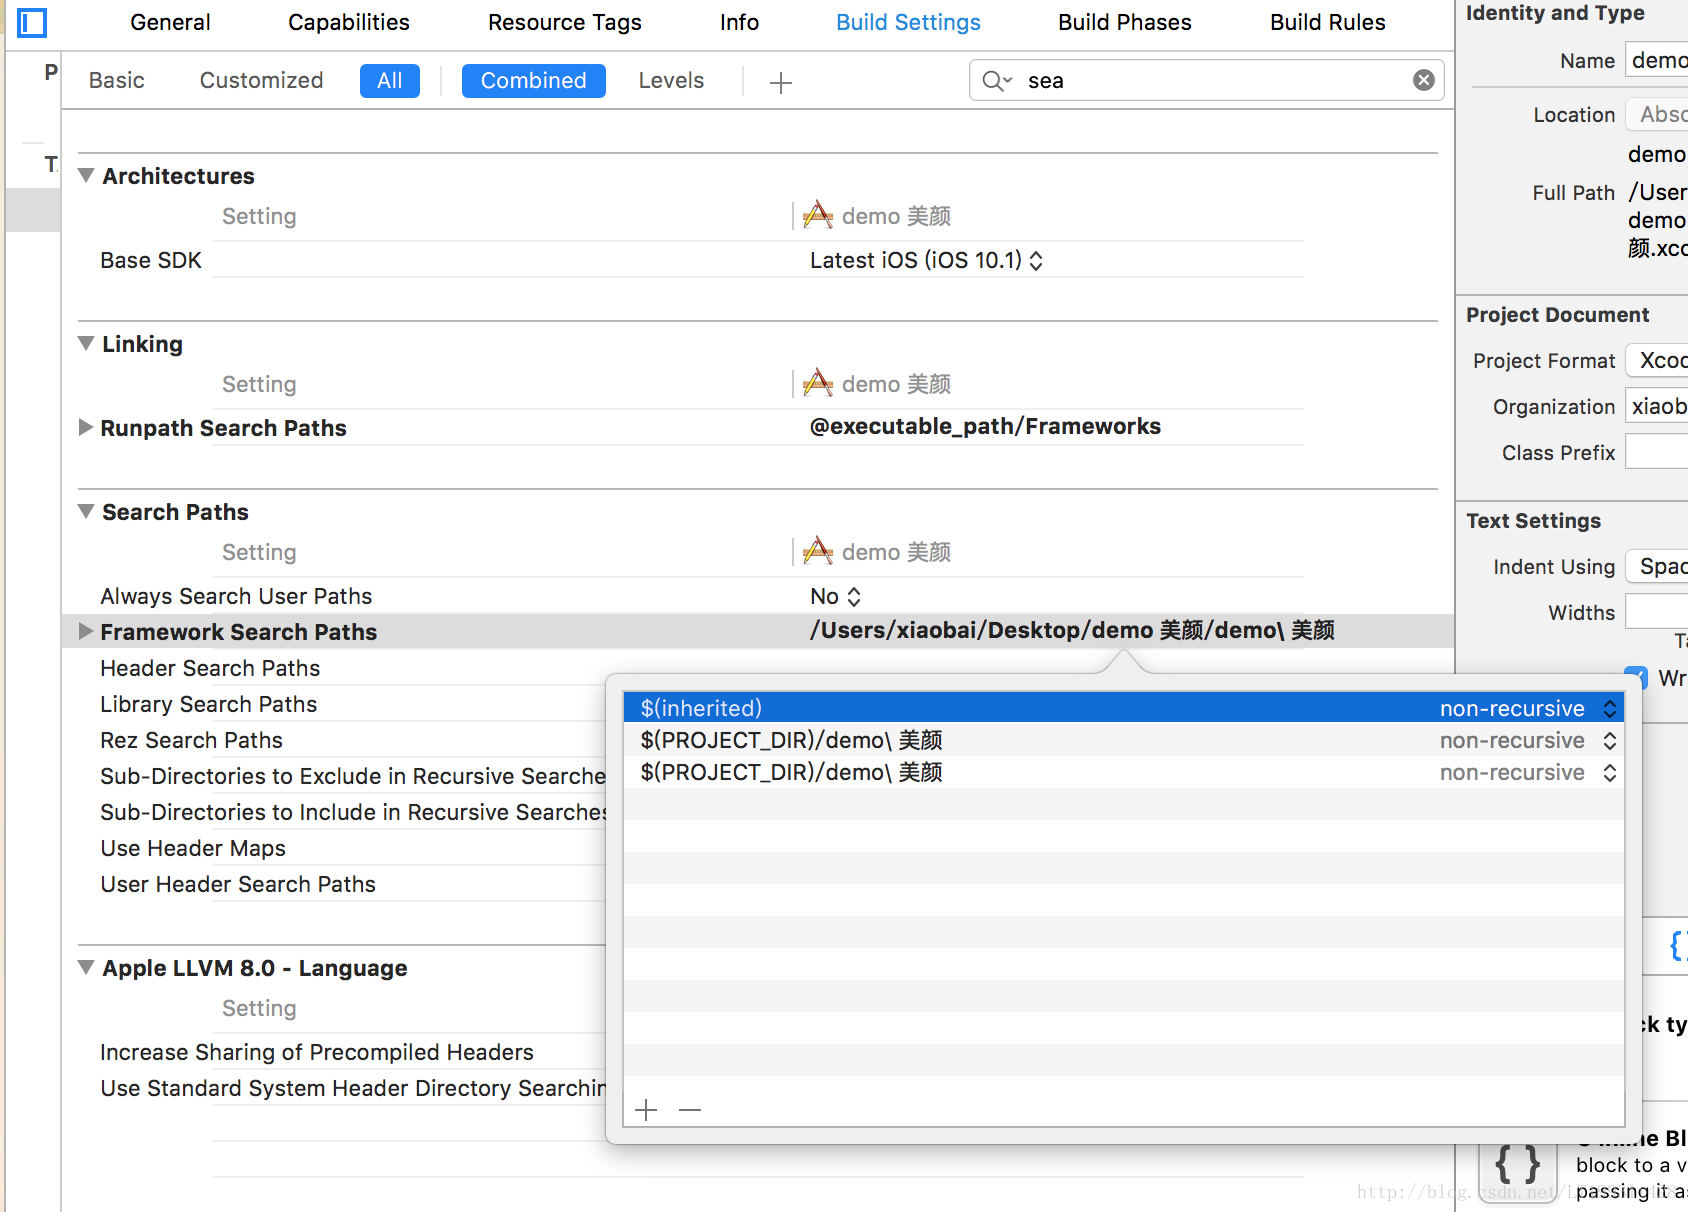 General Capabilities Resource Tags Info Build Settings Build Phases Build Rules
Basic Customized All Combined Levels + sea
Architectures
Setting demo 美颜
Base SDK Latest iOS (iOS 10.1)
Linking
Setting demo 美颜
Runpath Search Paths @executable_path/Frameworks
Search Paths
Setting demo 美颜
Always Search User Paths No
Framework Search Paths /Users/xiaobai/Desktop/demo 美颜/demo\ 美颜
Header Search Paths
Library Search Paths
Rez Search Paths
Sub-Directories to Exclude in Recursive Searche
Sub-Directories to Include in Recursive Searches
Use Header Maps
User Header Search Paths
$(inherited) non-recursive
$(PROJECT_DIR)/demo\ 美颜 non-recursive
$(PROJECT_DIR)/demo\ 美颜 non-recursive
+ −
Apple LLVM 8.0 - Language
Setting
Increase Sharing of Precompiled Headers
Use Standard System Header Directory Searchin
P
T
Identity and Type
Name demo
Location Abso
demo
Full Path /User
demo
颜.xco
Project Document
Project Format Xcod
Organization xiaob
Class Prefix
Text Settings
Indent Using Spac
Widths
Ta
Wr
{}
ck ty
Inline Bl
{ } block to a v
passing it as
http://blog.csdn.net/